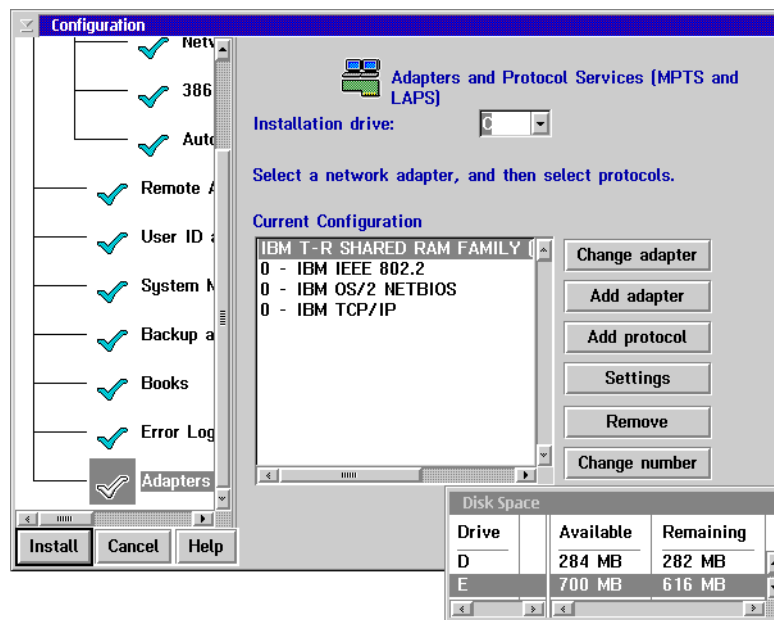 Configuration
Netw
386
Auto
Remote A
User ID a
System M
Backup a
Books
Error Log
Adapters
Install
Cancel
Help
Adapters and Protocol Services (MPTS and
LAPS)
Installation drive:
C
Select a network adapter, and then select protocols.
Current Configuration
IBM T-R SHARED RAM FAMILY (
0 - IBM IEEE 802.2
0 - IBM OS/2 NETBIOS
0 - IBM TCP/IP
Change adapter
Add adapter
Add protocol
Settings
Remove
Change number
Disk Space
Drive Available Remaining
D 284 MB 282 MB
E 700 MB 616 MB